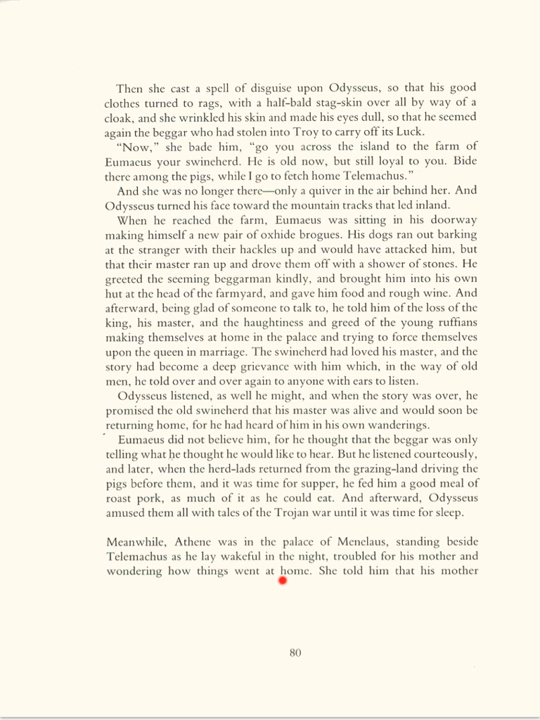 Then she cast a spell of disguise upon Odysseus, so that his good
clothes turned to rags, with a half-bald stag-skin over all by way of a
cloak, and she wrinkled his skin and made his eyes dull, so that he seemed
again the beggar who had stolen into Troy to carry off its Luck.
“Now,” she bade him, “go you across the island to the farm of
Eumaeus your swineherd. He is old now, but still loyal to you. Bide
there among the pigs, while I go to fetch home Telemachus.”
And she was no longer there—only a quiver in the air behind her. And
Odysseus turned his face toward the mountain tracks that led inland.
When he reached the farm, Eumaeus was sitting in his doorway
making himself a new pair of oxhide brogues. His dogs ran out barking
at the stranger with their hackles up and would have attacked him, but
that their master ran up and drove them off with a shower of stones. He
greeted the seeming beggarman kindly, and brought him into his own
hut at the head of the farmyard, and gave him food and rough wine. And
afterward, being glad of someone to talk to, he told him of the loss of the
king, his master, and the haughtiness and greed of the young ruffians
making themselves at home in the palace and trying to force themselves
upon the queen in marriage. The swineherd had loved his master, and the
story had become a deep grievance with him which, in the way of old
men, he told over and over again to anyone with ears to listen.
Odysseus listened, as well he might, and when the story was over, he
promised the old swineherd that his master was alive and would soon be
returning home, for he had heard of him in his own wanderings.
Eumaeus did not believe him, for he thought that the beggar was only
telling what he thought he would like to hear. But he listened courteously,
and later, when the herd-lads returned from the grazing-land driving the
pigs before them, and it was time for supper, he fed him a good meal of
roast pork, as much of it as he could eat. And afterward, Odysseus
amused them all with tales of the Trojan war until it was time for sleep.
Meanwhile, Athene was in the palace of Menelaus, standing beside
Telemachus as he lay wakeful in the night, troubled for his mother and
wondering how things went at home. She told him that his mother
80